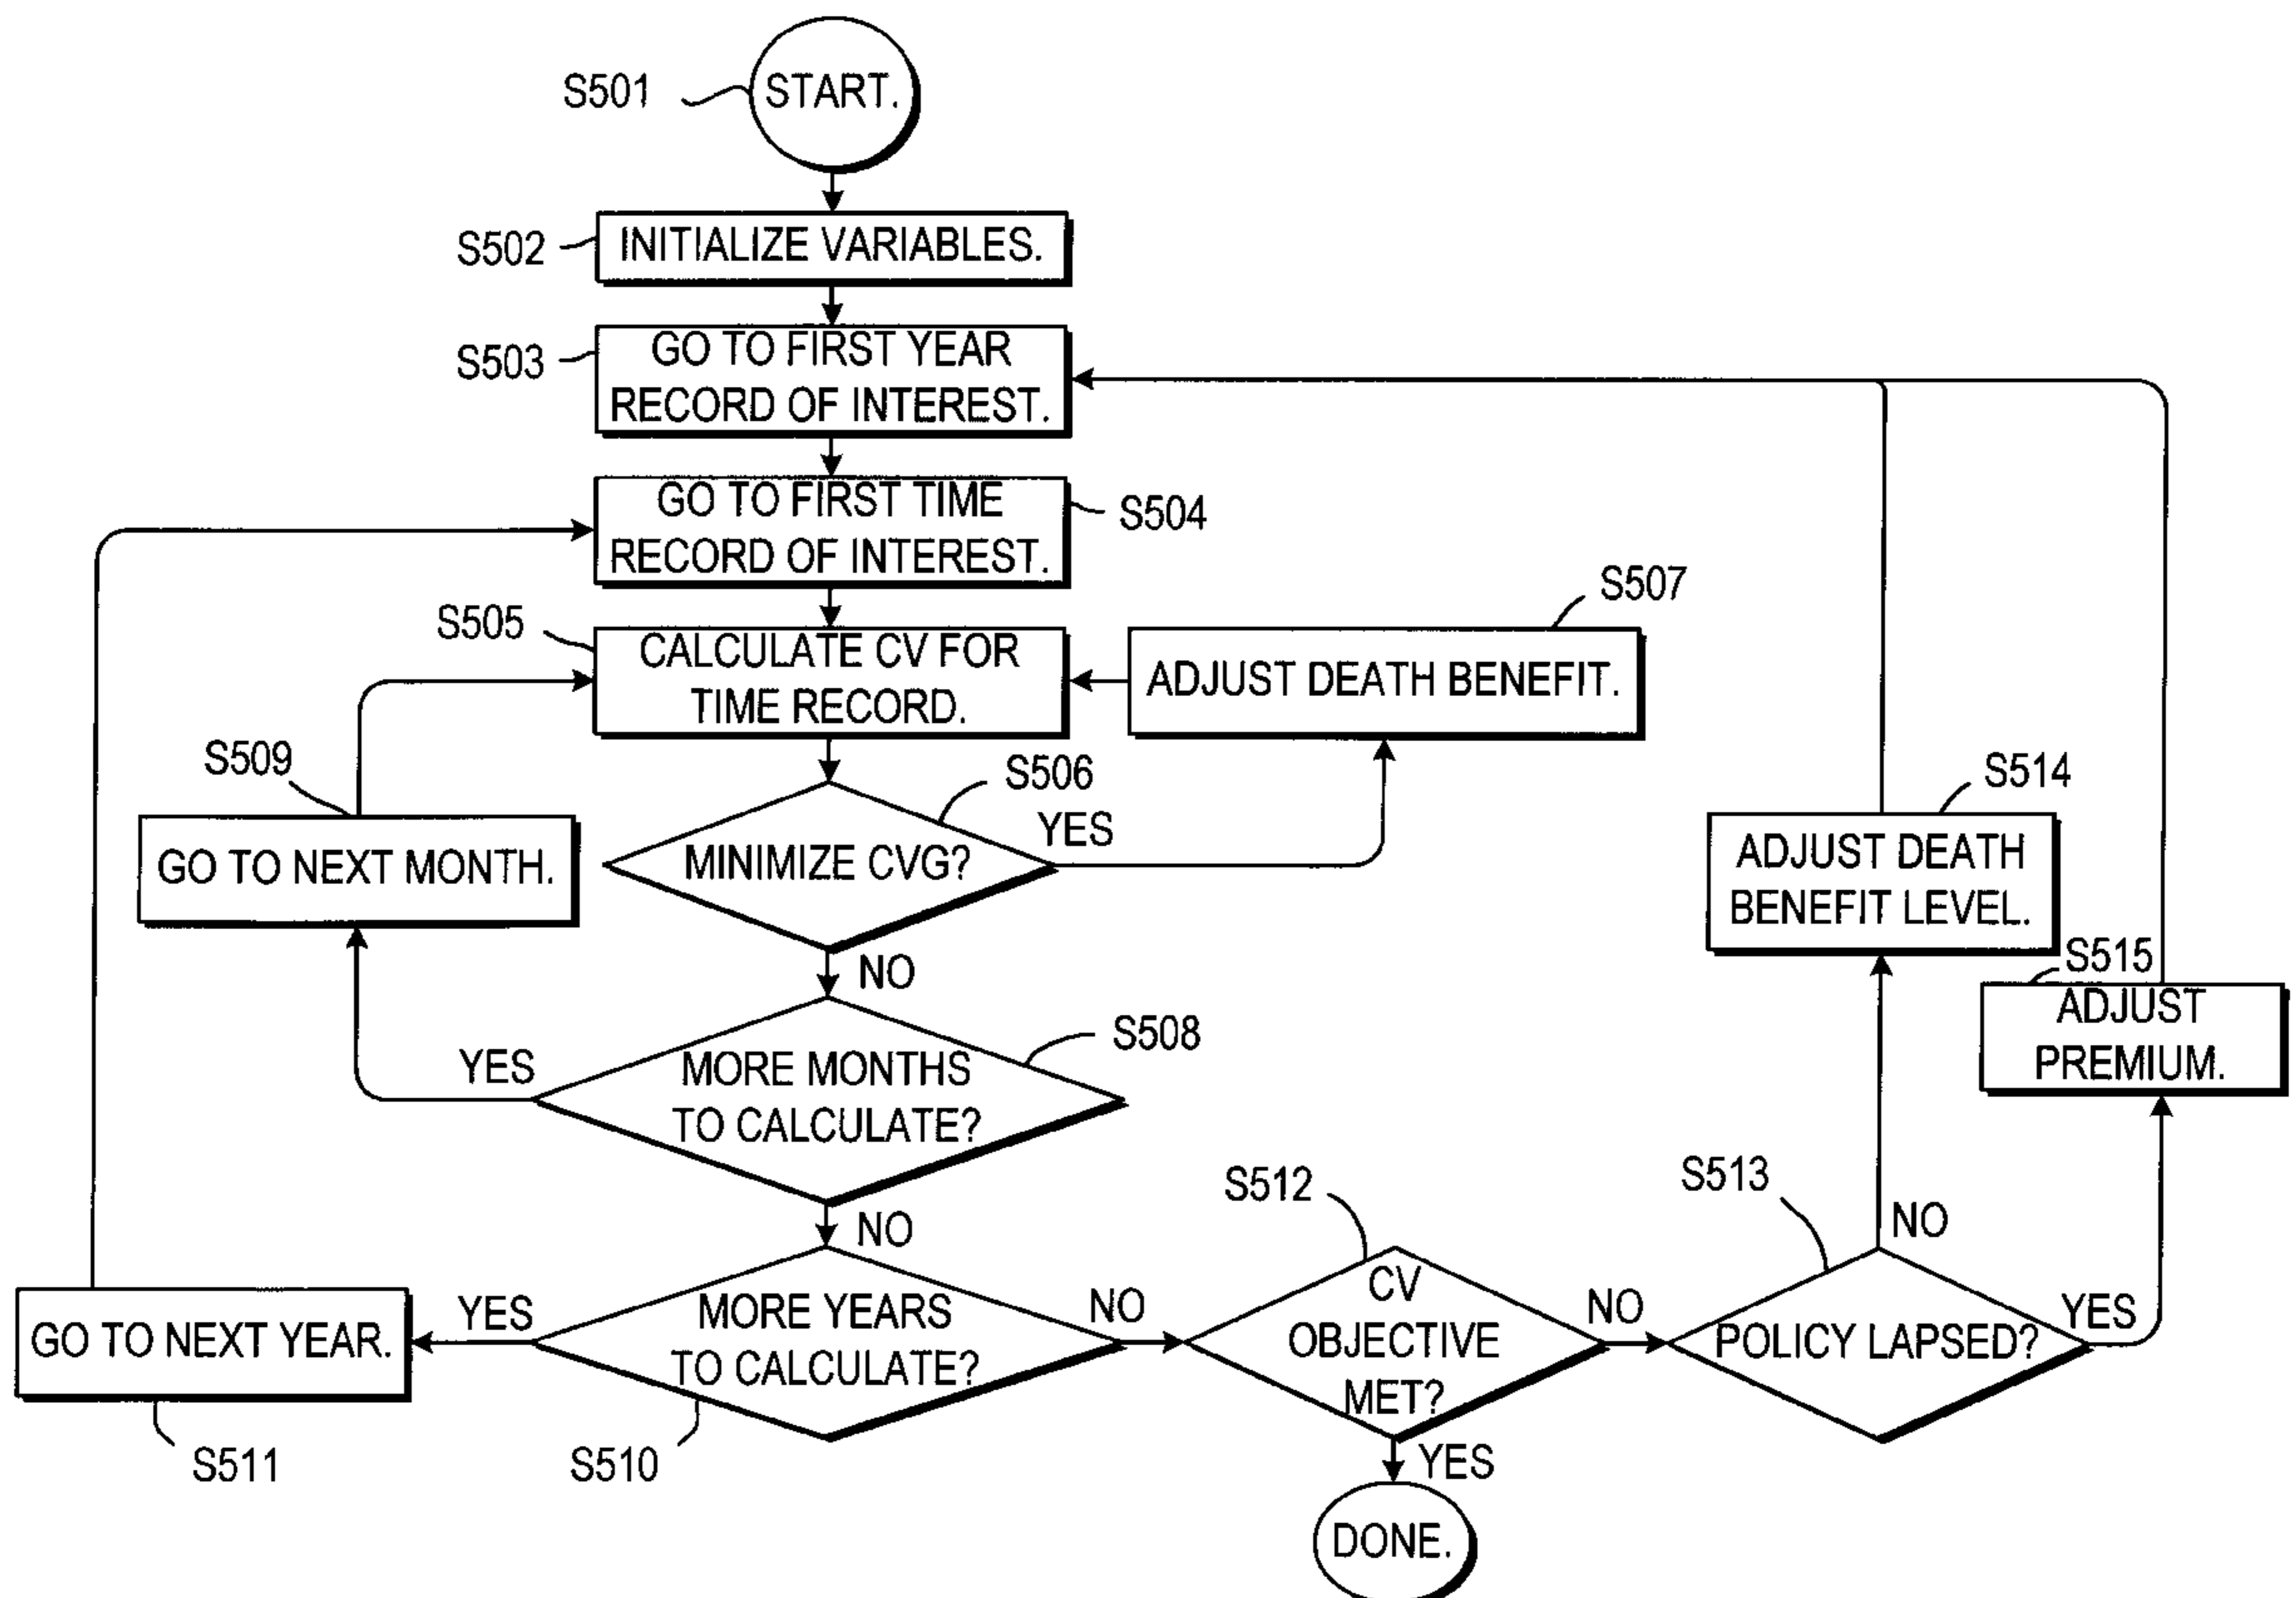 S501
START.
S502
INITIALIZE VARIABLES.
S503
GO TO FIRST YEAR
RECORD OF INTEREST.
GO TO FIRST TIME
RECORD OF INTEREST.
S504
S505
CALCULATE CV FOR
TIME RECORD.
S507
ADJUST DEATH BENEFIT.
S509
GO TO NEXT MONTH.
S506
MINIMIZE CVG?
YES
NO
S514
ADJUST DEATH
BENEFIT LEVEL.
S515
ADJUST
PREMIUM.
S508
MORE MONTHS
TO CALCULATE?
YES
NO
GO TO NEXT YEAR.
S511
YES
MORE YEARS
TO CALCULATE?
S510
NO
S512
CV
OBJECTIVE
MET?
NO
YES
DONE.
S513
POLICY LAPSED?
NO
YES